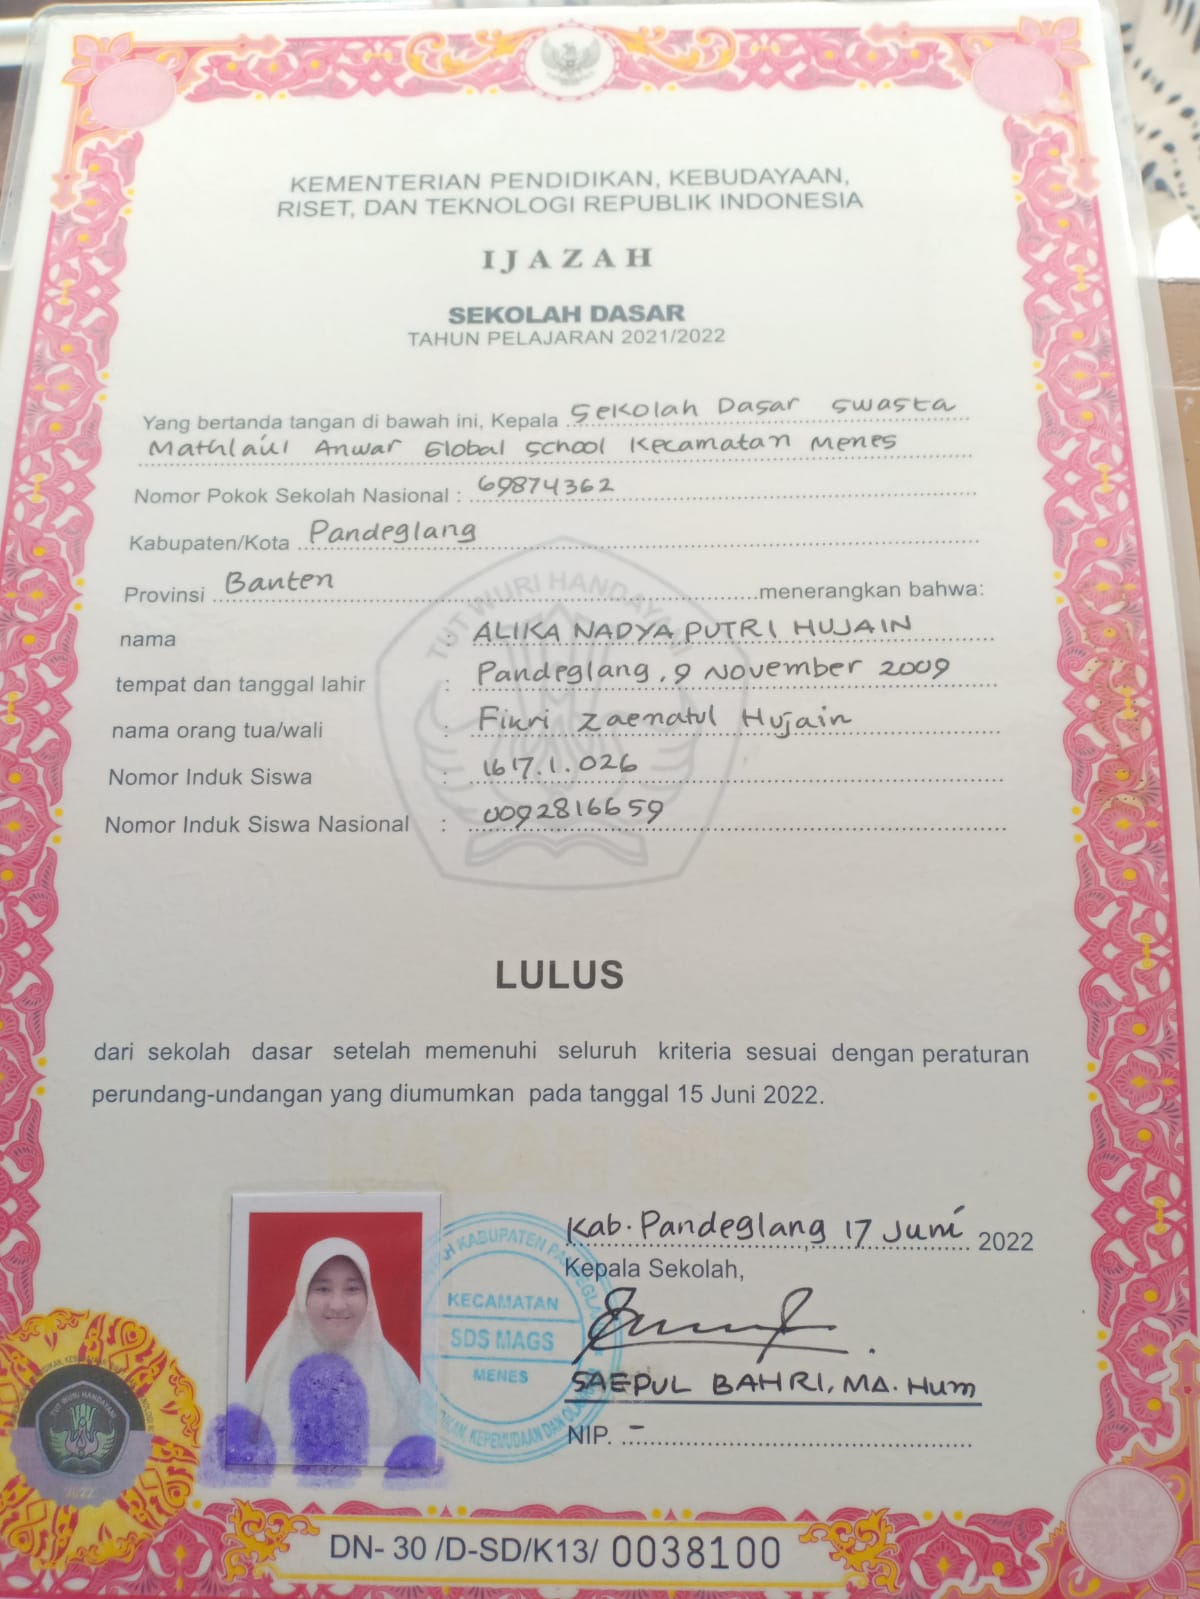 KEMENTERIAN PENDIDIKAN, KEBUDAYAAN,
RISET, DAN TEKNOLOGI REPUBLIK INDONESIA
IJAZAH
SEKOLAH DASAR
TAHUN PELAJARAN 2021/2022
Yang bertanda tangan di bawah ini, Kepala Sekolah Dasar Swasta
Mathla'ul Anwar Global School Kecamatan Menes
Nomor Pokok Sekolah Nasional : 69874362
Kabupaten/Kota Pandeglang
Provinsi Banten menerangkan bahwa:
TUT WURI HANDAYANI
nama : ALIKA NADYA PUTRI HUJAIN
tempat dan tanggal lahir : Pandeglang, 9 November 2009
nama orang tua/wali : Fikri Zaenatul Hujain
Nomor Induk Siswa : 1617.1.026
Nomor Induk Siswa Nasional : 0092816659
LULUS
dari sekolah dasar setelah memenuhi seluruh kriteria sesuai dengan peraturan
perundang-undangan yang diumumkan pada tanggal 15 Juni 2022.
Kab. Pandeglang 17 Juni 2022
Kepala Sekolah,
KABUPATEN
KECAMATAN
SDS MAGS
MENES
KEPEMUDAAN DAN
SAEPUL BAHRI, MA. Hum
NIP. -
TUT WURI HANDAYANI
2022
DN- 30 /D-SD/K13/ 0038100